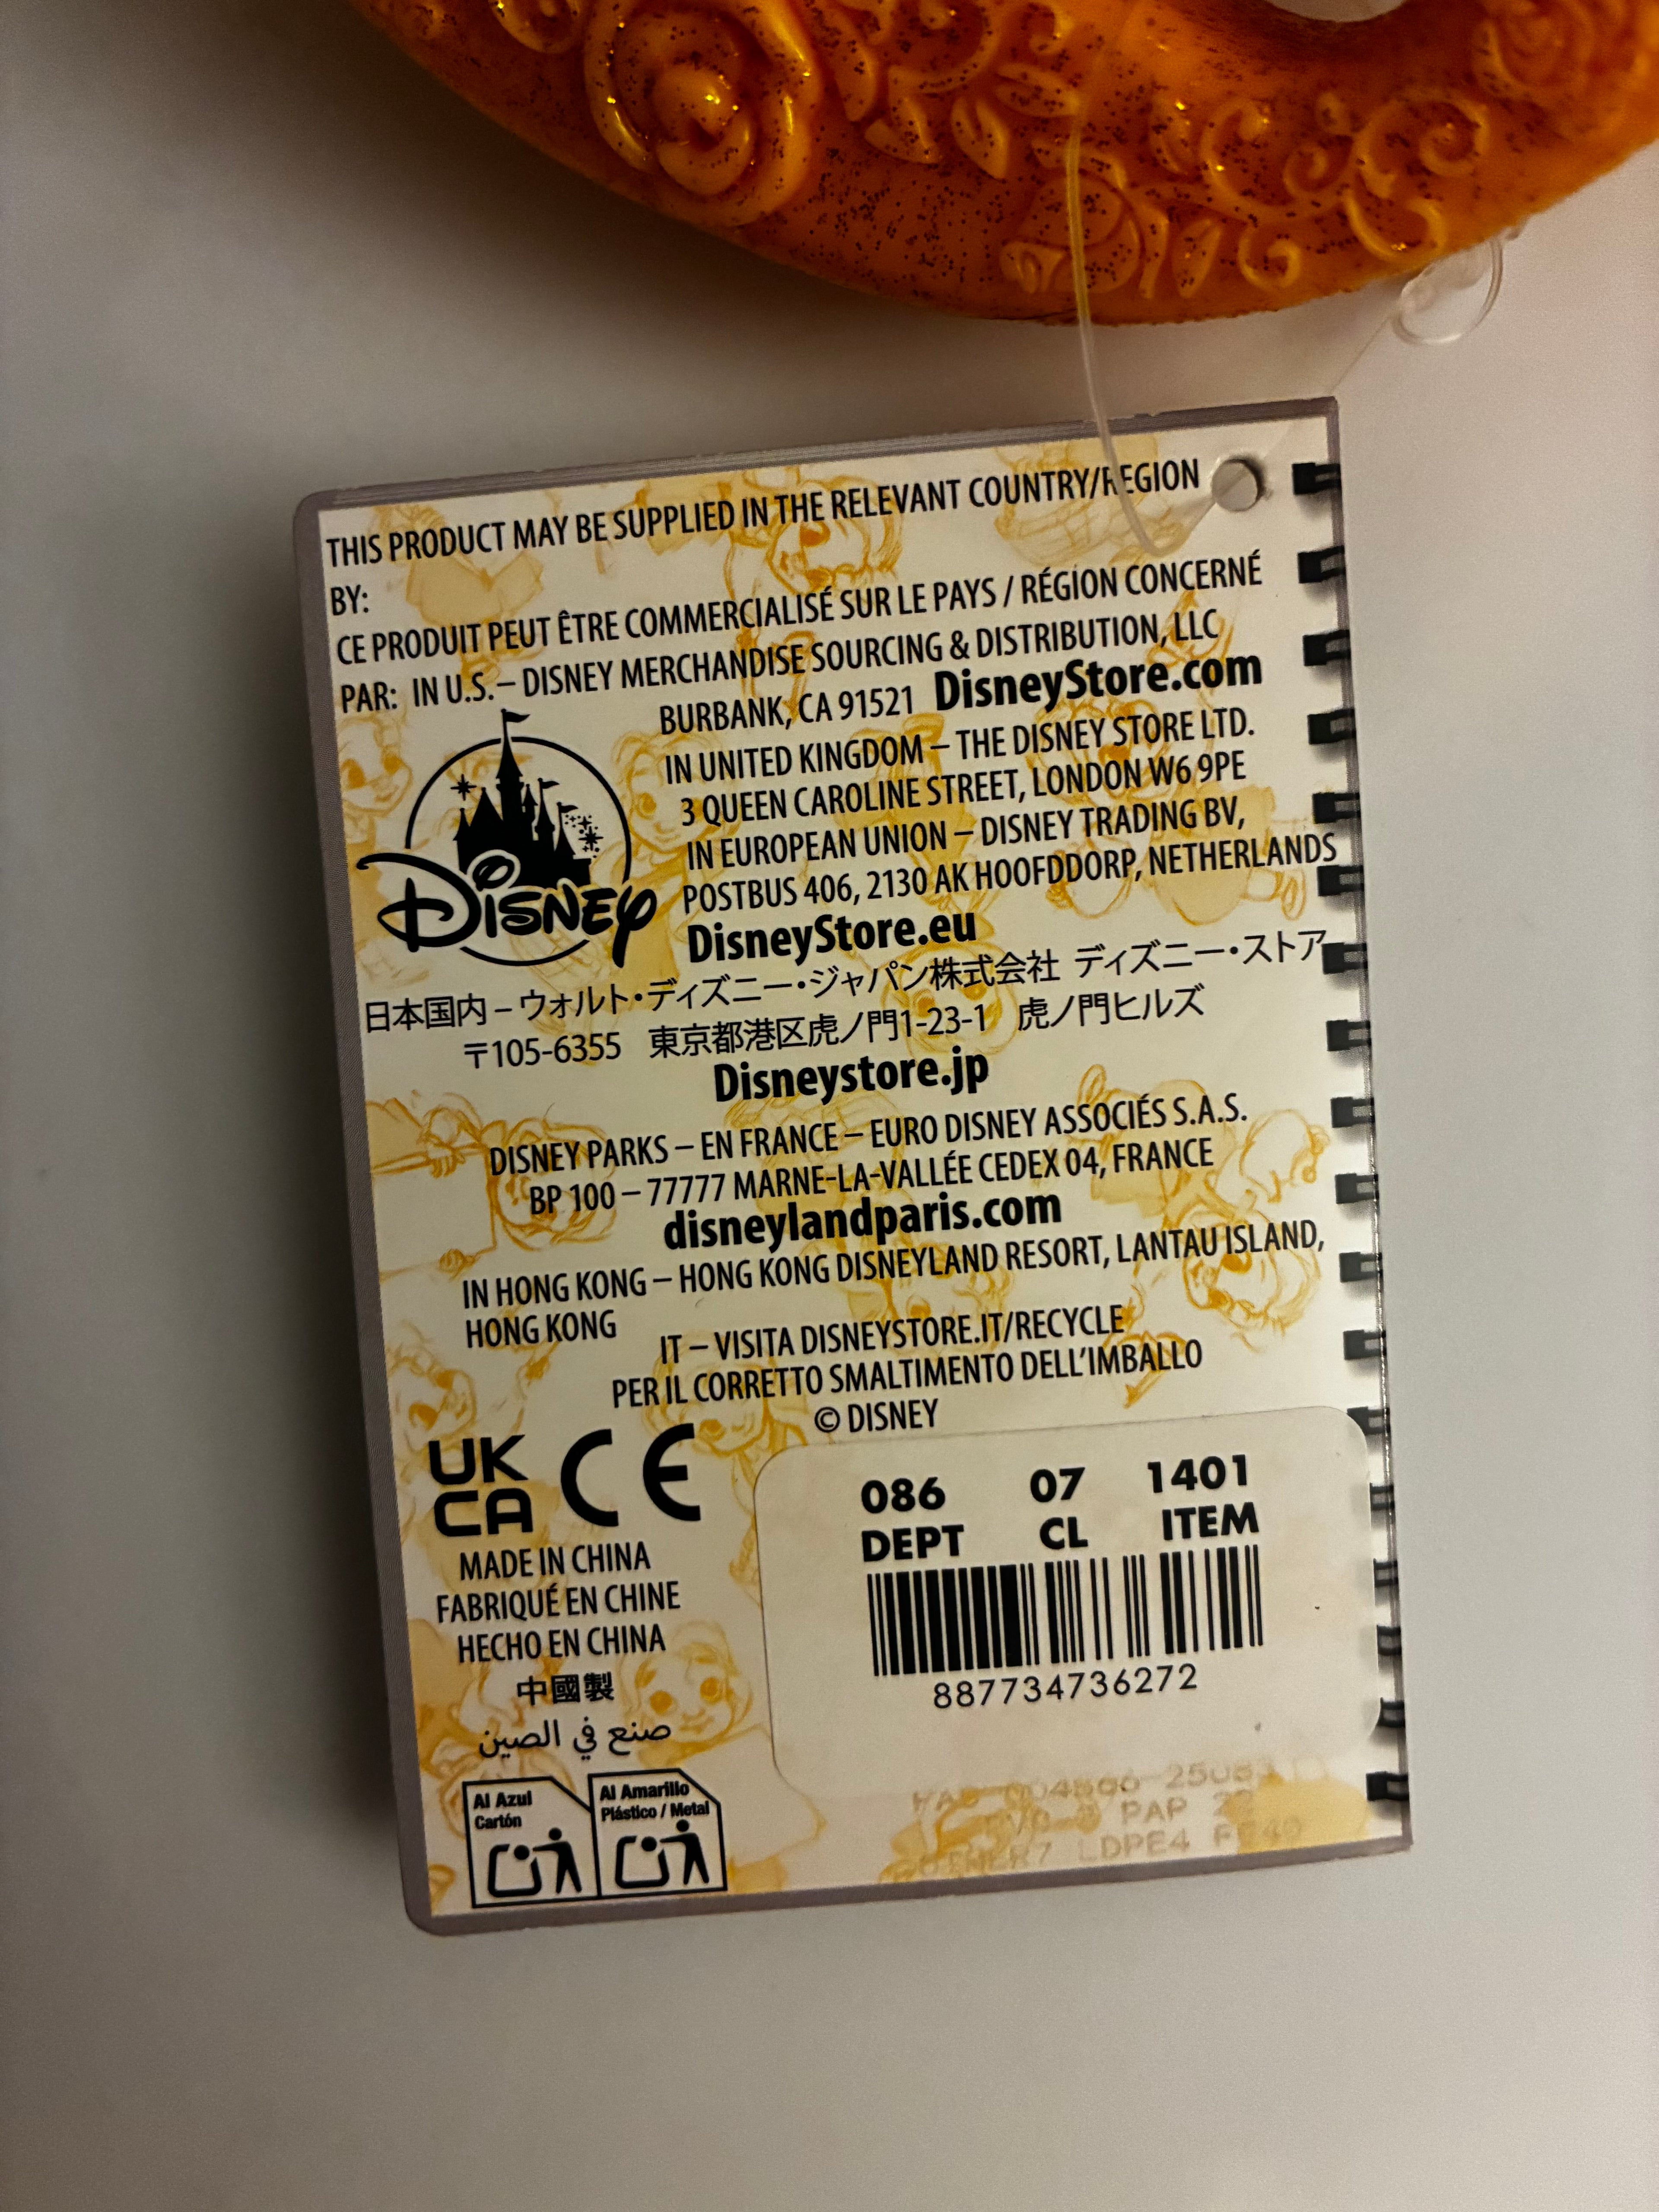 THIS PRODUCT MAY BE SUPPLIED IN THE RELEVANT COUNTRY/REGION
BY:
CE PRODUIT PEUT ÊTRE COMMERCIALISÉ SUR LE PAYS / RÉGION CONCERNÉ
PAR: IN U.S.– DISNEY MERCHANDISE SOURCING & DISTRIBUTION, LLC
BURBANK, CA 91521 DisneyStore.com
IN UNITED KINGDOM – THE DISNEY STORE LTD.
3 QUEEN CAROLINE STREET, LONDON W6 9PE
IN EUROPEAN UNION – DISNEY TRADING BV,
POSTBUS 406, 2130 AK HOOFDDORP, NETHERLANDS
DisneyStore.eu
DISNEY
日本国内 – ウォルト・ディズニー・ジャパン株式会社 ディズニー・ストア
〒105-6355 東京都港区虎ノ門1-23-1 虎ノ門ヒルズ
Disneystore.jp
DISNEY PARKS – EN FRANCE – EURO DISNEY ASSOCIÉS S.A.S.
BP 100 – 77777 MARNE-LA-VALLÉE CEDEX 04, FRANCE
disneylandparis.com
IN HONG KONG – HONG KONG DISNEYLAND RESORT, LANTAU ISLAND,
HONG KONG
IT – VISITA DISNEYSTORE.IT/RECYCLE
PER IL CORRETTO SMALTIMENTO DELL'IMBALLO
© DISNEY
UK
CA CE
MADE IN CHINA
FABRIQUÉ EN CHINE
HECHO EN CHINA
中國製
صنع في الصين
Al Azul
Cartón
Al Amarillo
Plástico / Metal
086 07 1401
DEPT CL ITEM
887734736272
PAP
LDPE4